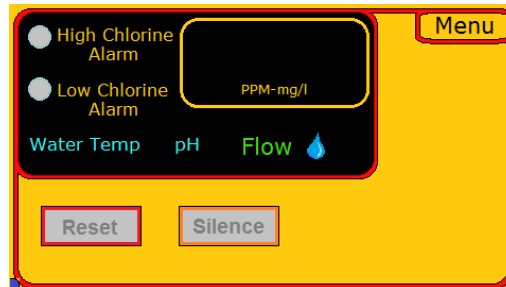 High Chlorine
Alarm
Menu
Low Chlorine
Alarm
PPM-mg/l
Water Temp pH Flow
Reset Silence